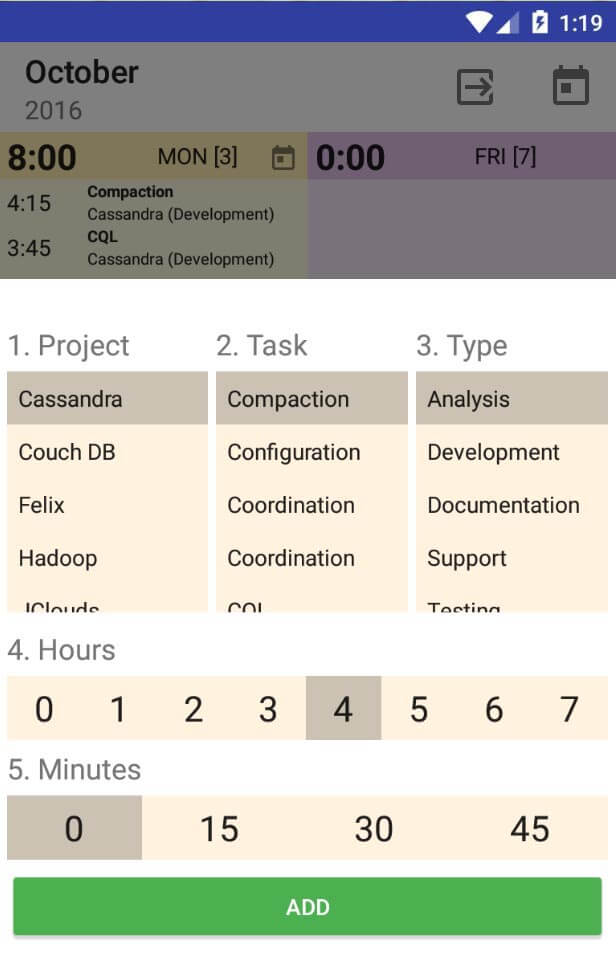 1:19
October
2016
8:00 MON [3] 0:00 FRI [7]
4:15 Compaction
Cassandra (Development)
3:45 CQL
Cassandra (Development)
1. Project 2. Task 3. Type
Cassandra Compaction Analysis
Couch DB Configuration Development
Felix Coordination Documentation
Hadoop Coordination Support
JClouds CQL Testing
4. Hours
0 1 2 3 4 5 6 7
5. Minutes
0 15 30 45
ADD